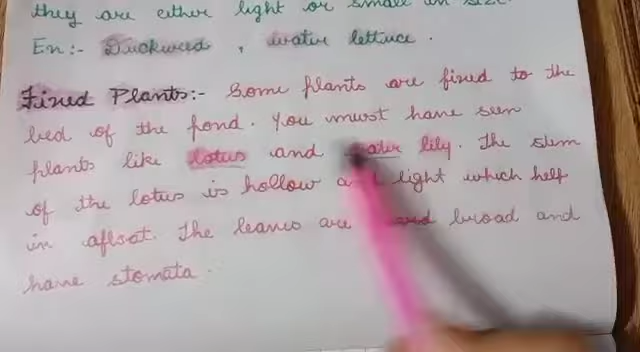 they are either light or small in size.
En:- Duckweed, water lettuce.
Fixed Plants:- Some plants are fixed to the
bed of the pond. You must have seen
plants like lotus and water lily. The stem
of the lotus is hollow and light which help
in afloat. The leaves are broad and
have stomata.